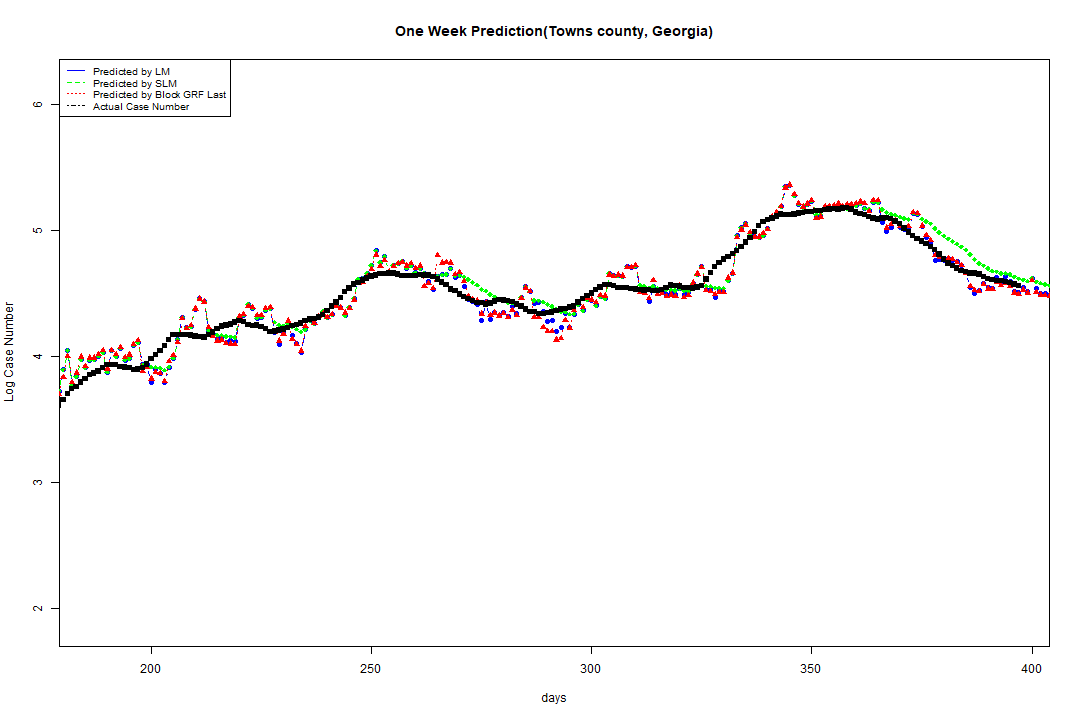 One Week Prediction(Towns county, Georgia)
Predicted by LM
Predicted by SLM
Predicted by Block GRF Last
Actual Case Number
6
5
4
3
2
Log Case Number
200
250
300
350
400
days